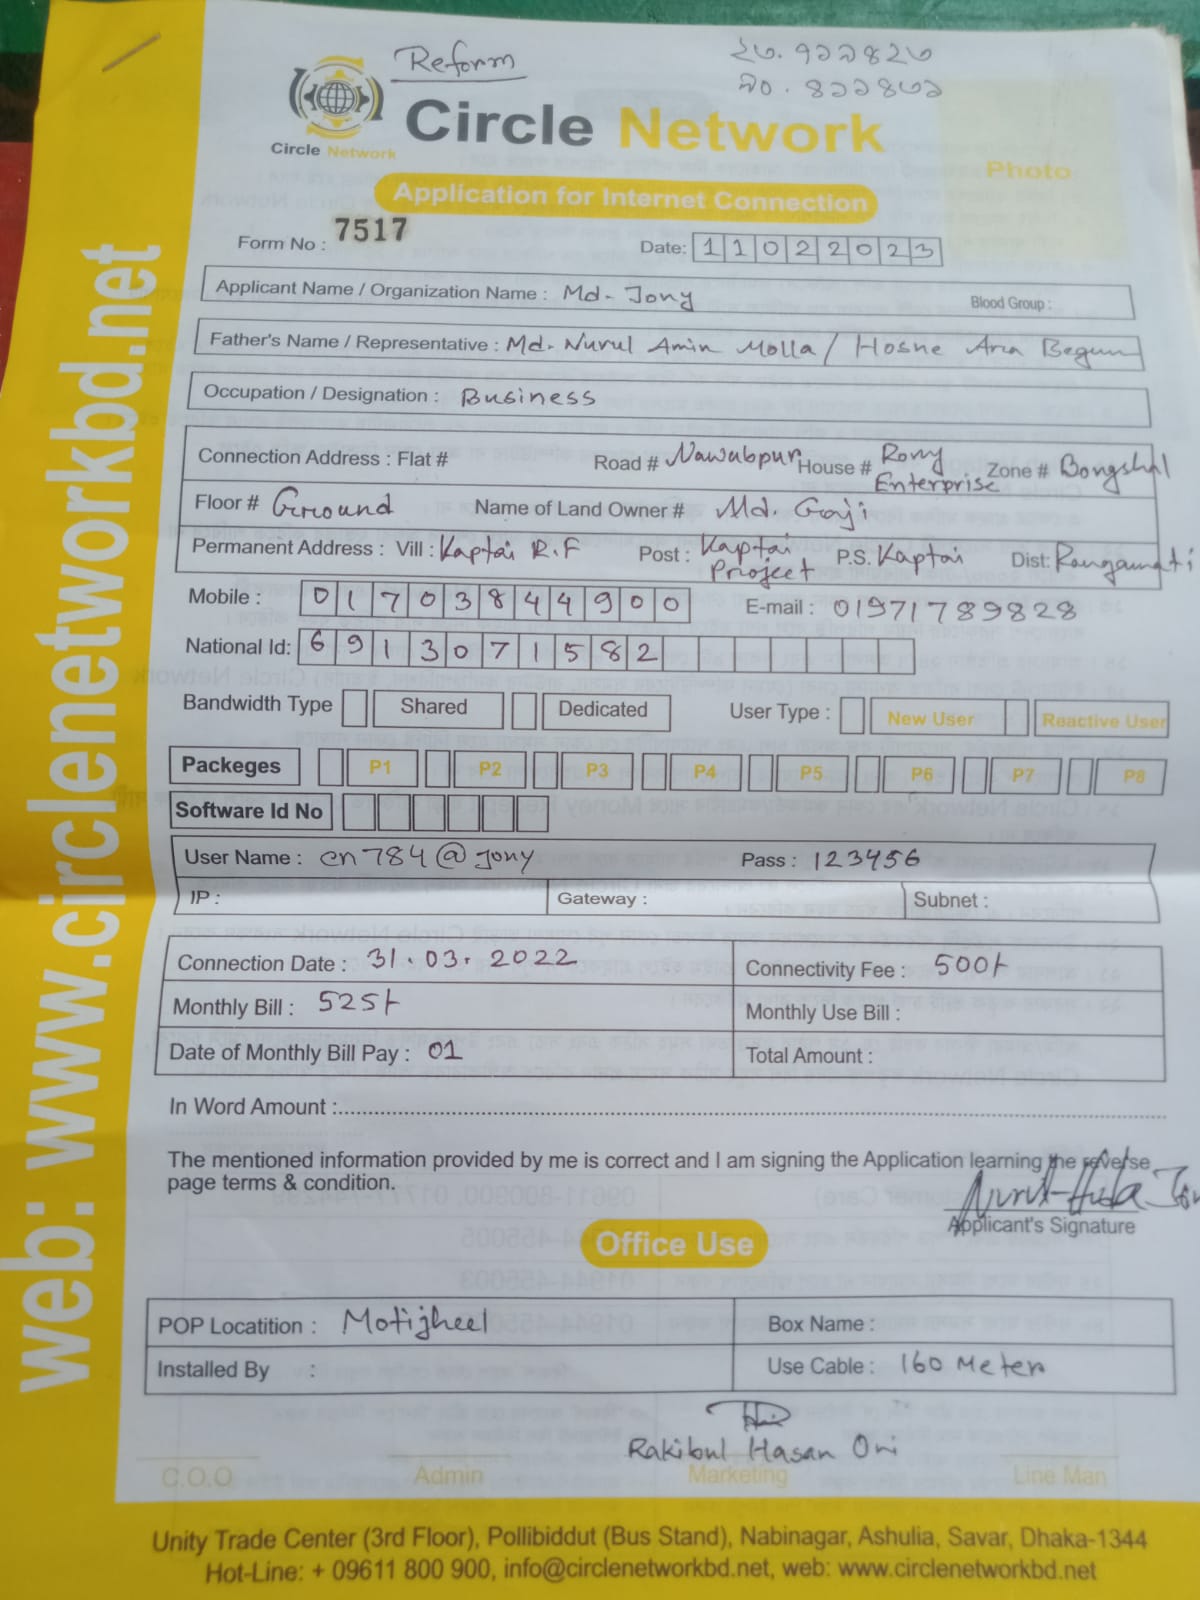 Reform
২৩.৭১৯৪২৩
৯০.৪১১৪৩১
Circle Network
Circle Network
Photo
Application for Internet Connection
Form No : 7517 Date: 11022023
Applicant Name / Organization Name : Md. Jony Blood Group :
Father's Name / Representative : Md. Nurul Amin Molla / Hosne Ara Begum
Occupation / Designation : Business
Connection Address : Flat # Road # Nawabpur House # Rony Enterprise Zone # Bongshal
Floor # Ground Name of Land Owner # Md. Gaji
Permanent Address : Vill : Kaptai R.F Post : Kaptai Project P.S. Kaptai Dist: Rangamati
Mobile : 01703844900 E-mail : 01971789828
National Id: 6913071582
Bandwidth Type Shared Dedicated User Type : New User Reactive User
Packeges P1 P2 P3 P4 P5 P6 P7 P8
Software Id No
User Name : cn784@Jony Pass : 123456
IP : Gateway : Subnet :
Connection Date : 31.03.2022 Connectivity Fee : 500/-
Monthly Bill : 525/- Monthly Use Bill :
Date of Monthly Bill Pay : 01 Total Amount :
In Word Amount :
The mentioned information provided by me is correct and I am signing the Application learning the reverse
page terms & condition.
Applicant's Signature
Office Use
POP Locatition : Motijheel Box Name :
Installed By : Use Cable : 160 Meter
Rakibul Hasan Oni
C.O.O Admin Marketing Line Man
Unity Trade Center (3rd Floor), Pollibiddut (Bus Stand), Nabinagar, Ashulia, Savar, Dhaka-1344
Hot-Line: + 09611 800 900, info@circlenetworkbd.net, web: www.circlenetworkbd.net
web: www.circlenetworkbd.net